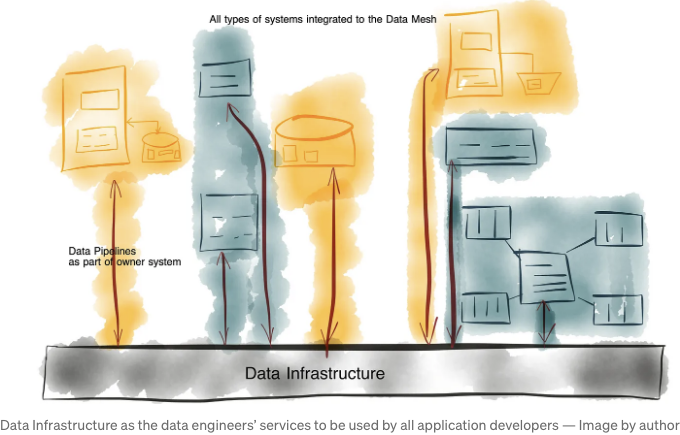 All types of systems integrated to the Data Mesh
Data Pipelines
as part of owner system
Data Infrastructure
Data Infrastructure as the data engineers’ services to be used by all application developers — Image by author